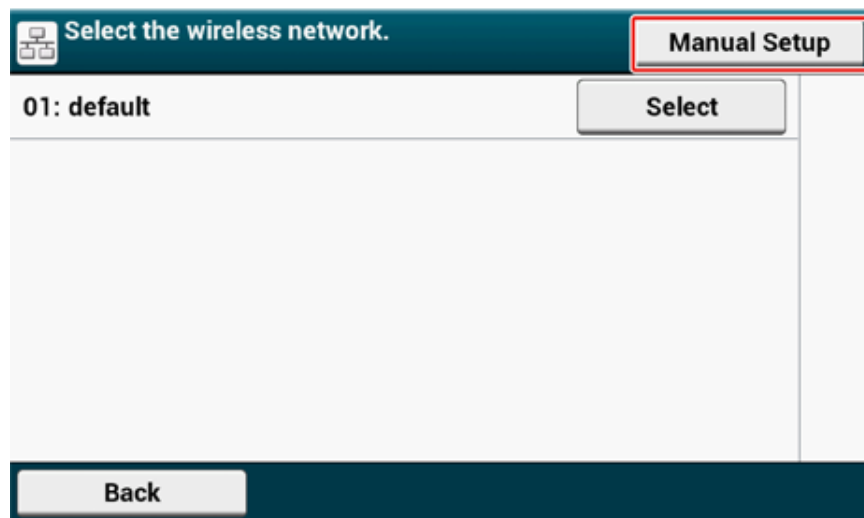 Select the wireless network.
Manual Setup
01: default
Select
Back